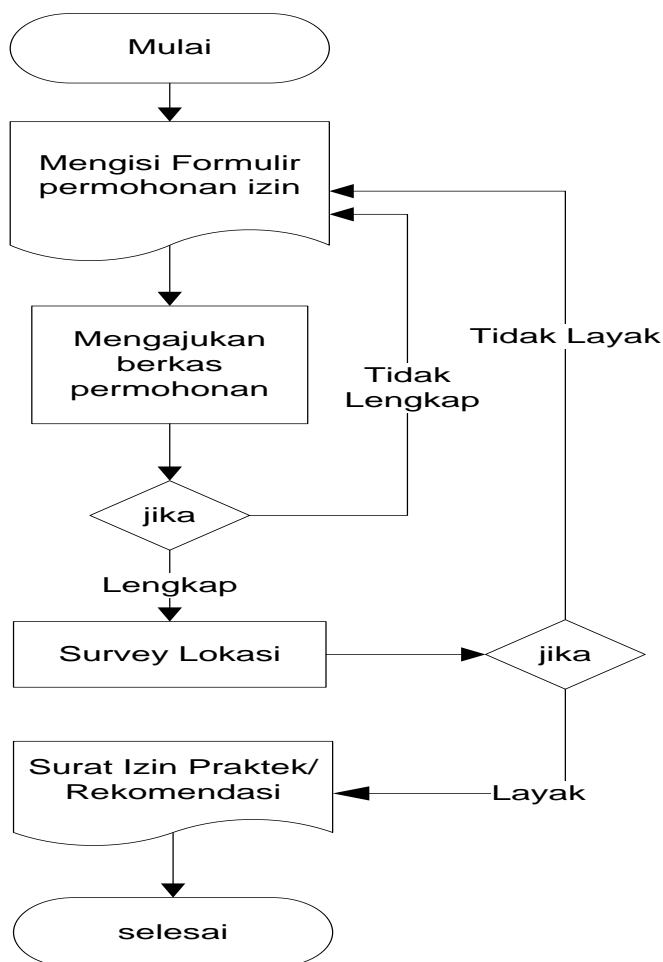 Mulai
Mengisi Formulir
permohonan izin
Mengajukan
berkas
permohonan
Tidak
Lengkap
Tidak Layak
jika
Lengkap
Survey Lokasi
jika
Surat Izin Praktek/
Rekomendasi
Layak
selesai